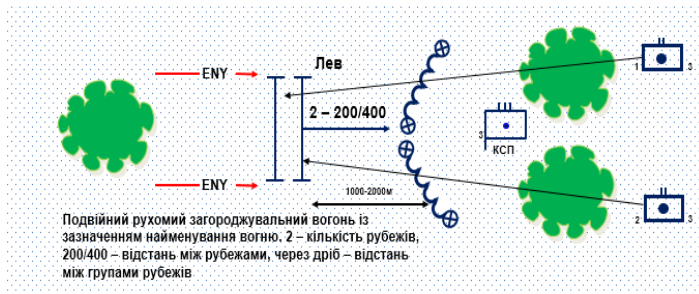 Лев
ENY
1 3
2 – 200/400
3
КСП
ENY
1000-2000м
2 3
Подвійний рухомий загороджувальний вогонь із
зазначенням найменування вогню. 2 – кількість рубежів,
200/400 – відстань між рубежами, через дріб – відстань
між групами рубежів